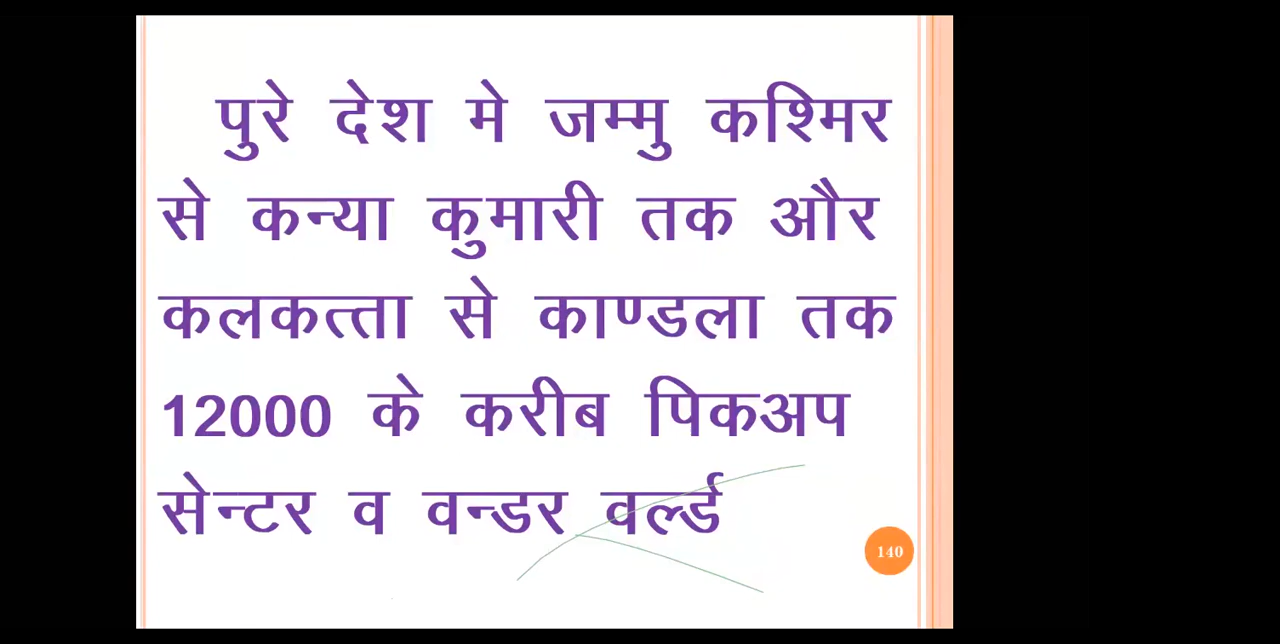 पुरे देश मे जम्मु कश्मिर
से कन्या कुमारी तक और
कलकत्ता से काण्डला तक
12000 के करीब पिकअप
सेन्टर व वन्डर वर्ल्ड
140